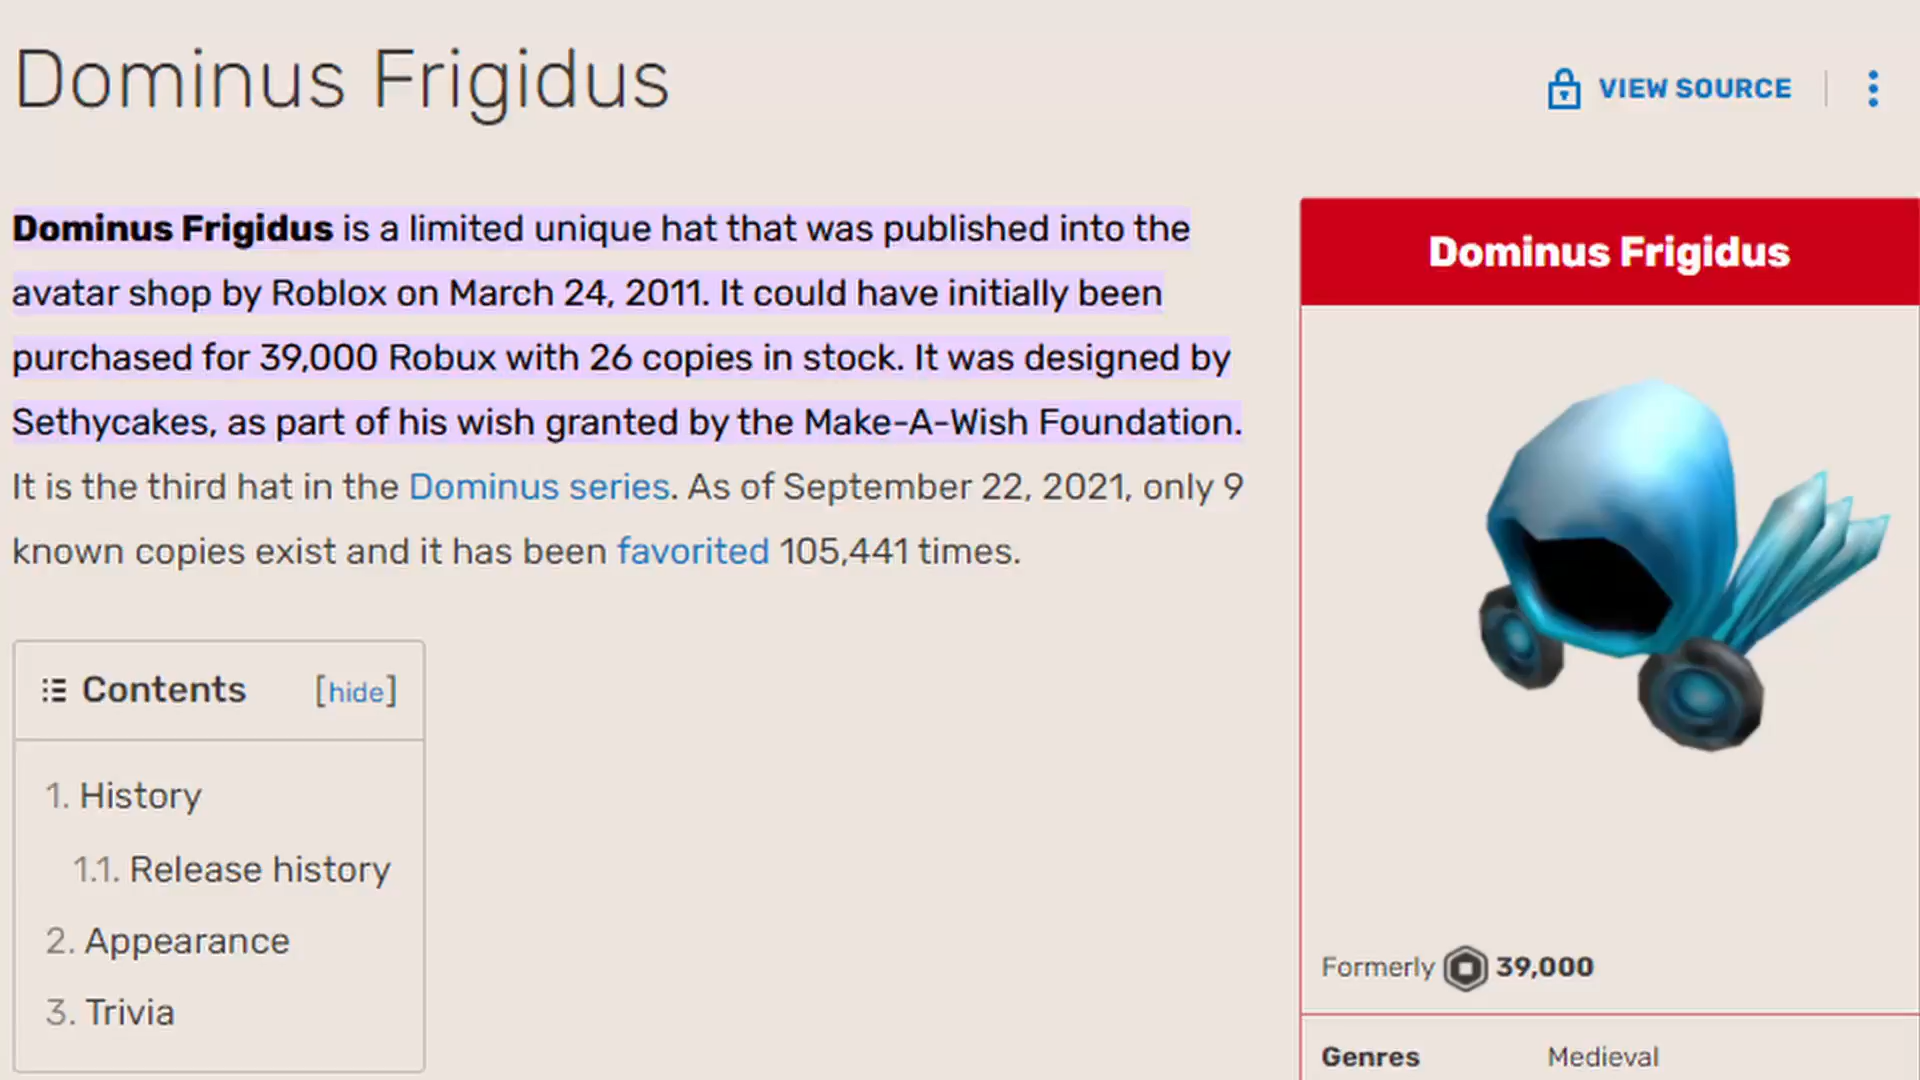 Dominus Frigidus
VIEW SOURCE
Dominus Frigidus is a limited unique hat that was published into the
avatar shop by Roblox on March 24, 2011. It could have initially been
purchased for 39,000 Robux with 26 copies in stock. It was designed by
Sethycakes, as part of his wish granted by the Make-A-Wish Foundation.
It is the third hat in the Dominus series. As of September 22, 2021, only 9
known copies exist and it has been favorited 105,441 times.
Contents [hide]
1. History
1.1. Release history
2. Appearance
3. Trivia
Dominus Frigidus
Formerly 39,000
Genres Medieval